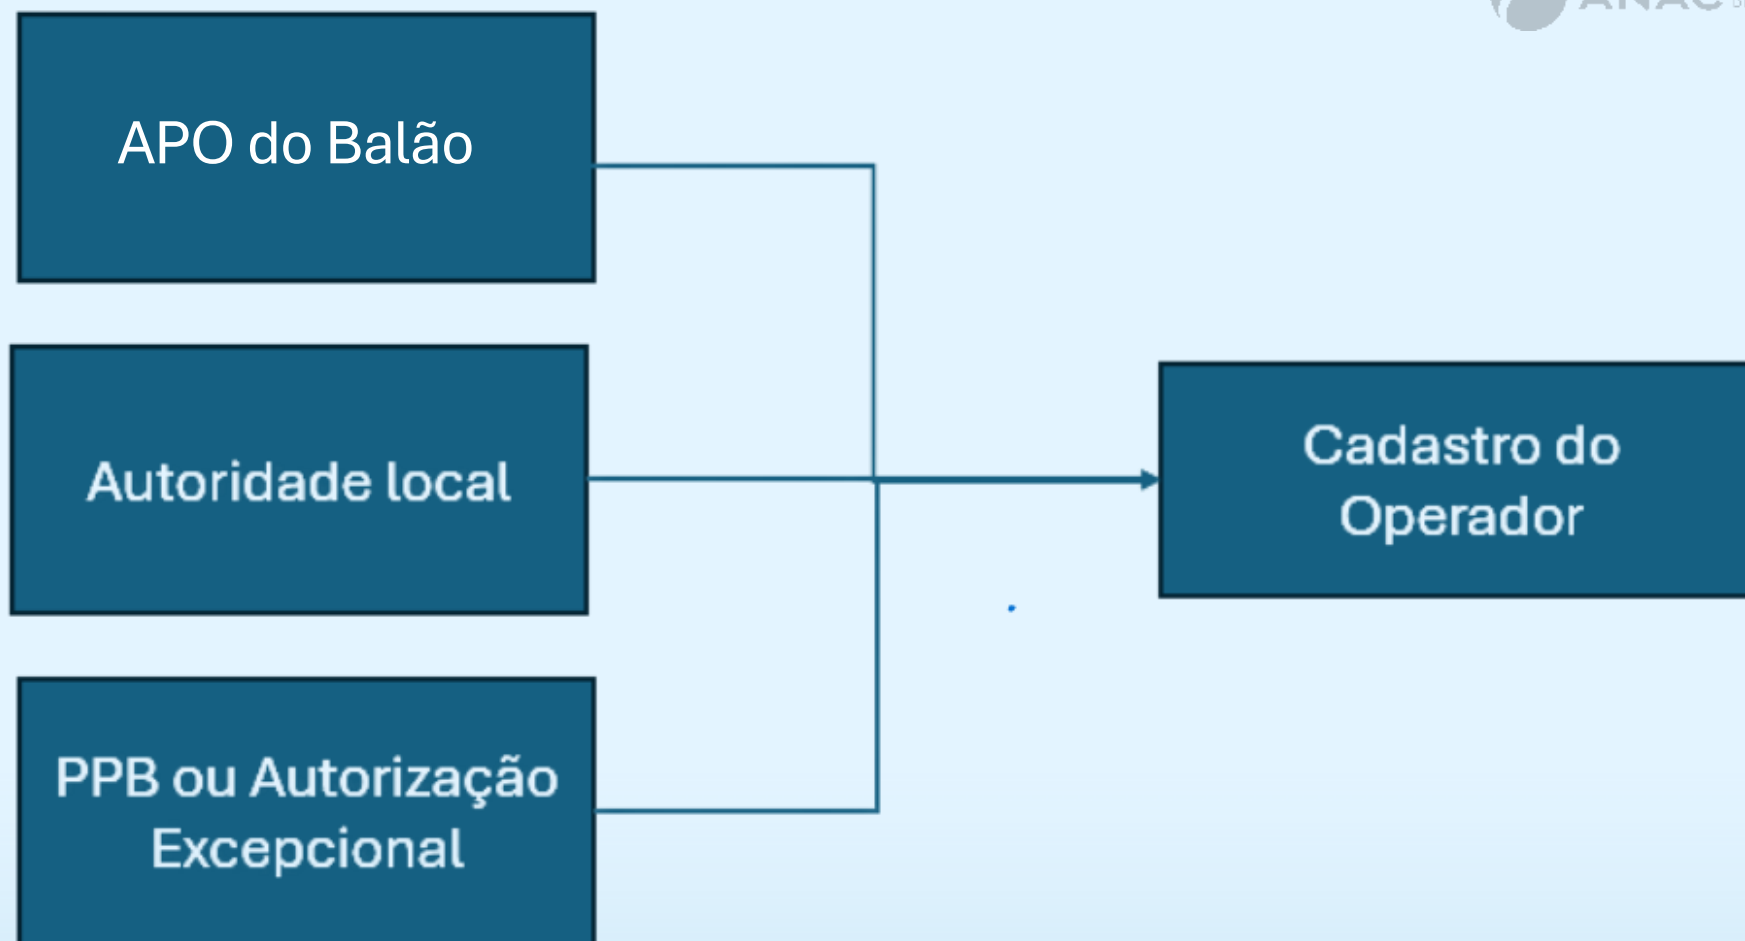 APO do Balão
Autoridade local
Cadastro do
Operador
PPB ou Autorização
Excepcional